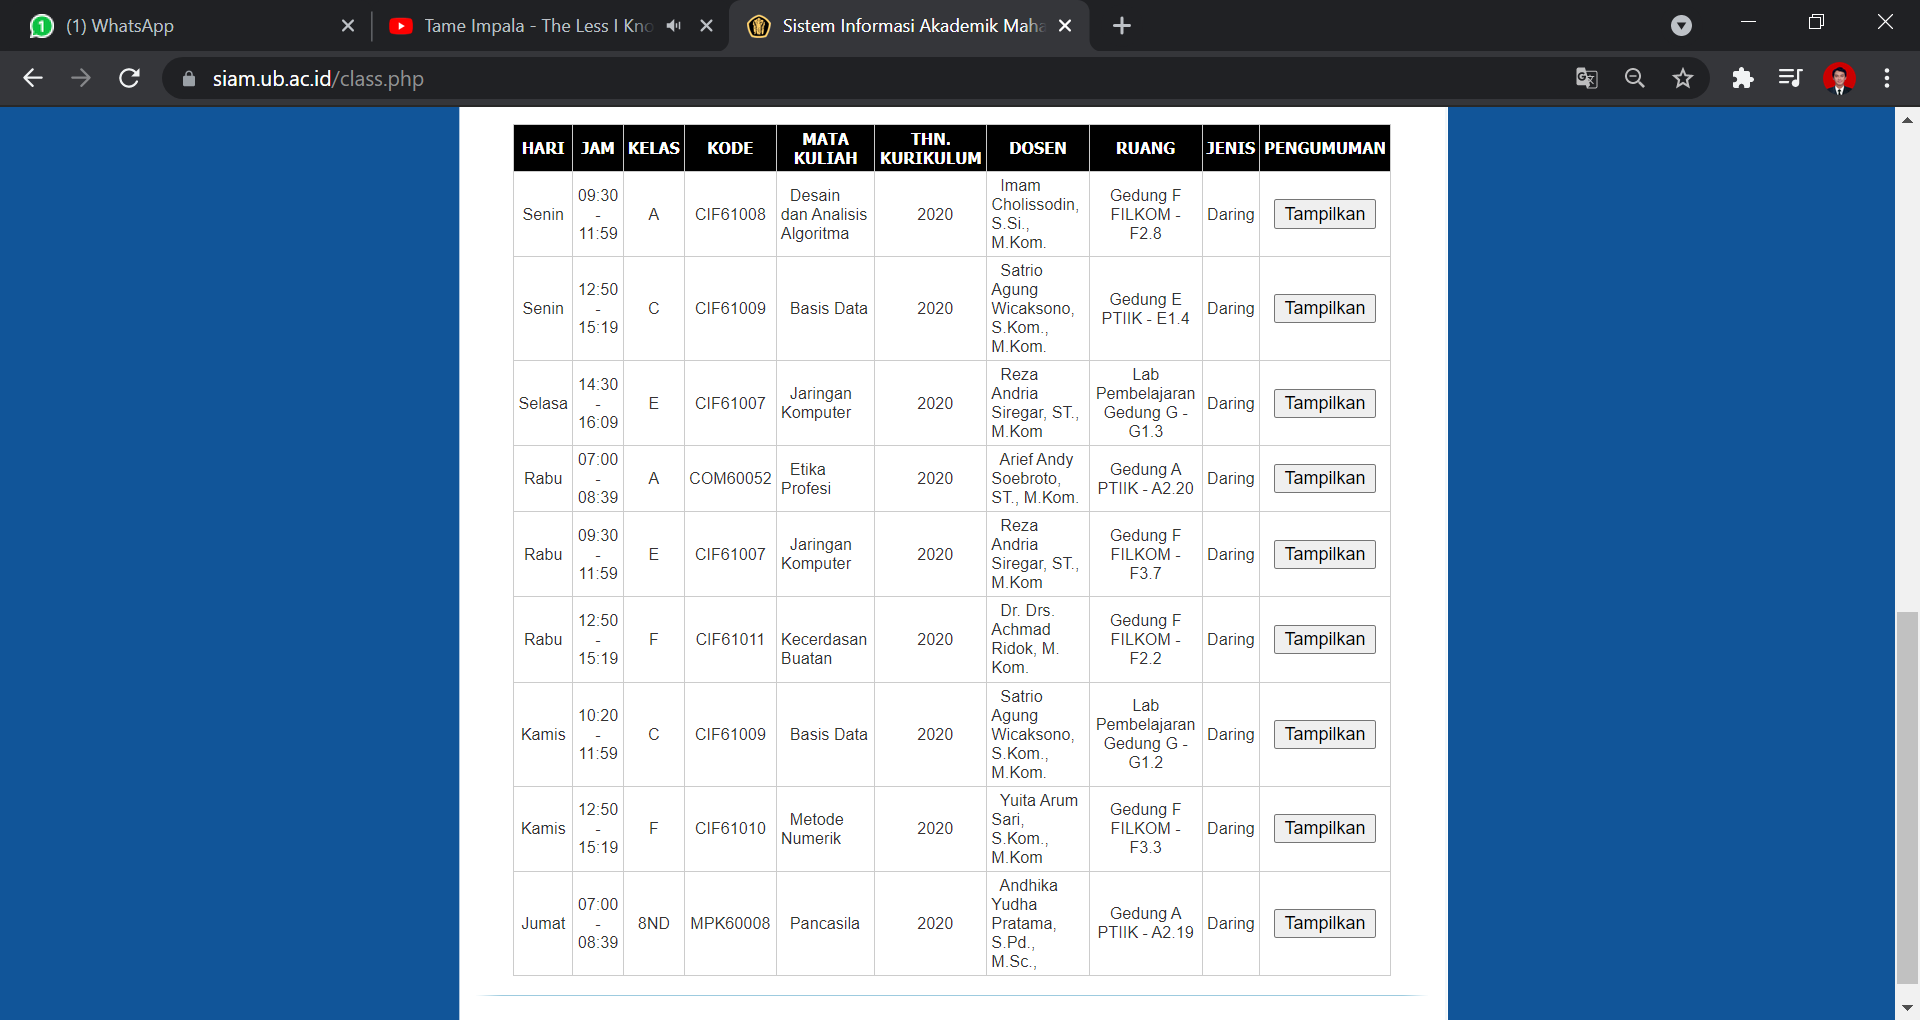 (1) WhatsApp
Tame Impala - The Less I Kno
Sistem Informasi Akademik Maha
siam.ub.ac.id/class.php
HARI JAM KELAS KODE MATA KULIAH THN. KURIKULUM DOSEN RUANG JENIS PENGUMUMAN
Senin 09:30 - 11:59 A CIF61008 Desain dan Analisis Algoritma 2020 Imam Cholissodin, S.Si., M.Kom. Gedung F FILKOM - F2.8 Daring Tampilkan
Senin 12:50 - 15:19 C CIF61009 Basis Data 2020 Satrio Agung Wicaksono, S.Kom., M.Kom. Gedung E PTIIK - E1.4 Daring Tampilkan
Selasa 14:30 - 16:09 E CIF61007 Jaringan Komputer 2020 Reza Andria Siregar, ST., M.Kom Lab Pembelajaran Gedung G - G1.3 Daring Tampilkan
Rabu 07:00 - 08:39 A COM60052 Etika Profesi 2020 Arief Andy Soebroto, ST., M.Kom. Gedung A PTIIK - A2.20 Daring Tampilkan
Rabu 09:30 - 11:59 E CIF61007 Jaringan Komputer 2020 Reza Andria Siregar, ST., M.Kom Gedung F FILKOM - F3.7 Daring Tampilkan
Rabu 12:50 - 15:19 F CIF61011 Kecerdasan Buatan 2020 Dr. Drs. Achmad Ridok, M. Kom. Gedung F FILKOM - F2.2 Daring Tampilkan
Kamis 10:20 - 11:59 C CIF61009 Basis Data 2020 Satrio Agung Wicaksono, S.Kom., M.Kom. Lab Pembelajaran Gedung G - G1.2 Daring Tampilkan
Kamis 12:50 - 15:19 F CIF61010 Metode Numerik 2020 Yuita Arum Sari, S.Kom., M.Kom Gedung F FILKOM - F3.3 Daring Tampilkan
Jumat 07:00 - 08:39 8ND MPK60008 Pancasila 2020 Andhika Yudha Pratama, S.Pd., M.Sc., Gedung A PTIIK - A2.19 Daring Tampilkan